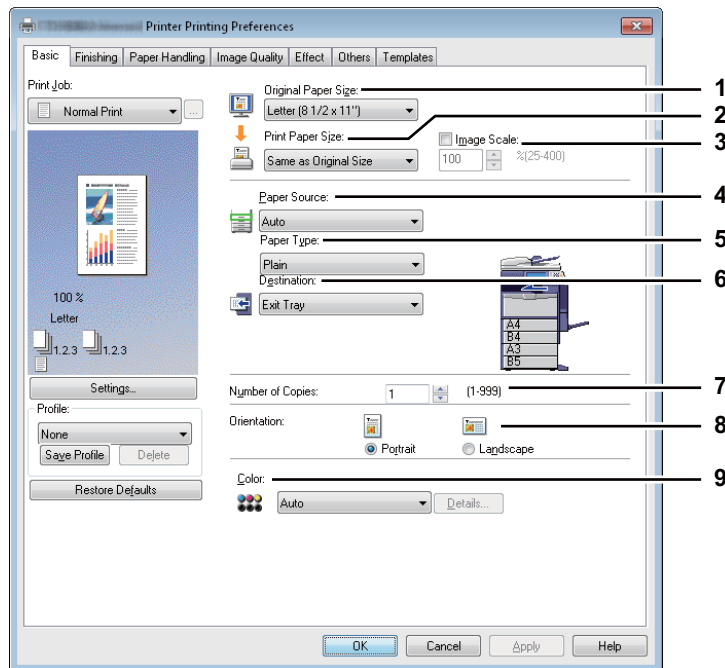 Printer Printing Preferences
Basic Finishing Paper Handling Image Quality Effect Others Templates
Print Job:
Normal Print
...
100 %
Letter
1.2.3 1.2.3
Settings...
Profile:
None
Save Profile Delete
Restore Defaults
Original Paper Size: 1
Letter (8 1/2 x 11")
Print Paper Size: 2
Same as Original Size
Image Scale: 3
100 %(25-400)
Paper Source: 4
Auto
Paper Type: 5
Plain
Destination: 6
Exit Tray
A4
B4
A3
B5
Number of Copies: 1 (1-999) 7
Orientation: 8
Portrait Landscape
Color: 9
Auto Details...
OK Cancel Apply Help